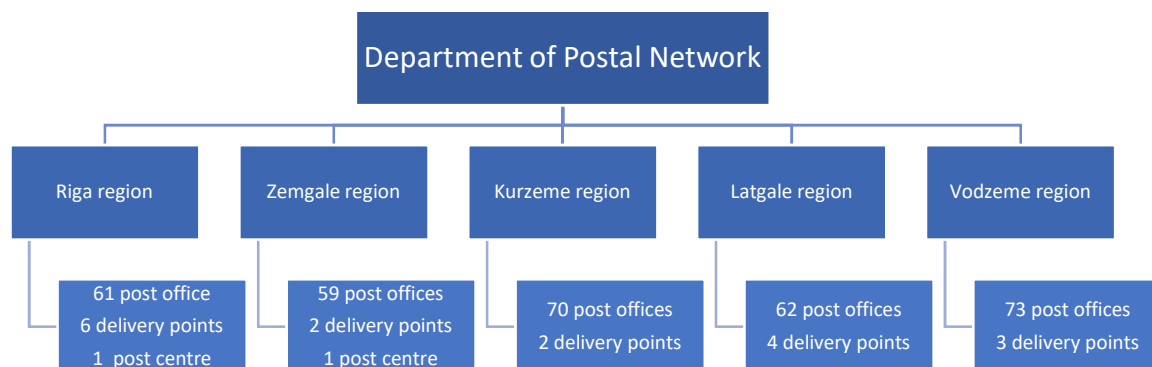 Department of Postal Network
Riga region
Zemgale region
Kurzeme region
Latgale region
Vodzeme region
61 post office
6 delivery points
1 post centre
59 post offices
2 delivery points
1 post centre
70 post offices
2 delivery points
62 post offices
4 delivery points
73 post offices
3 delivery points